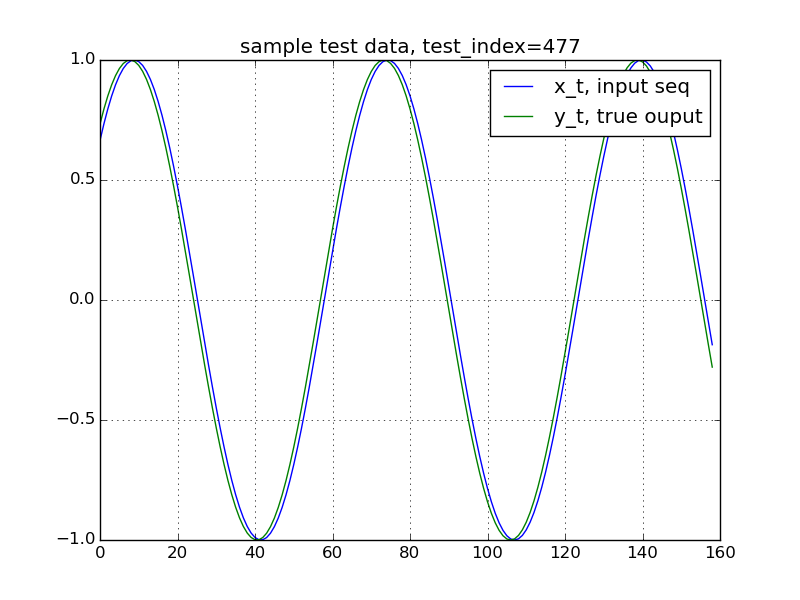 sample test data, test_index=477
x_t, input seq
y_t, true ouput
1.0
0.5
0.0
−0.5
−1.0
0 20 40 60 80 100 120 140 160